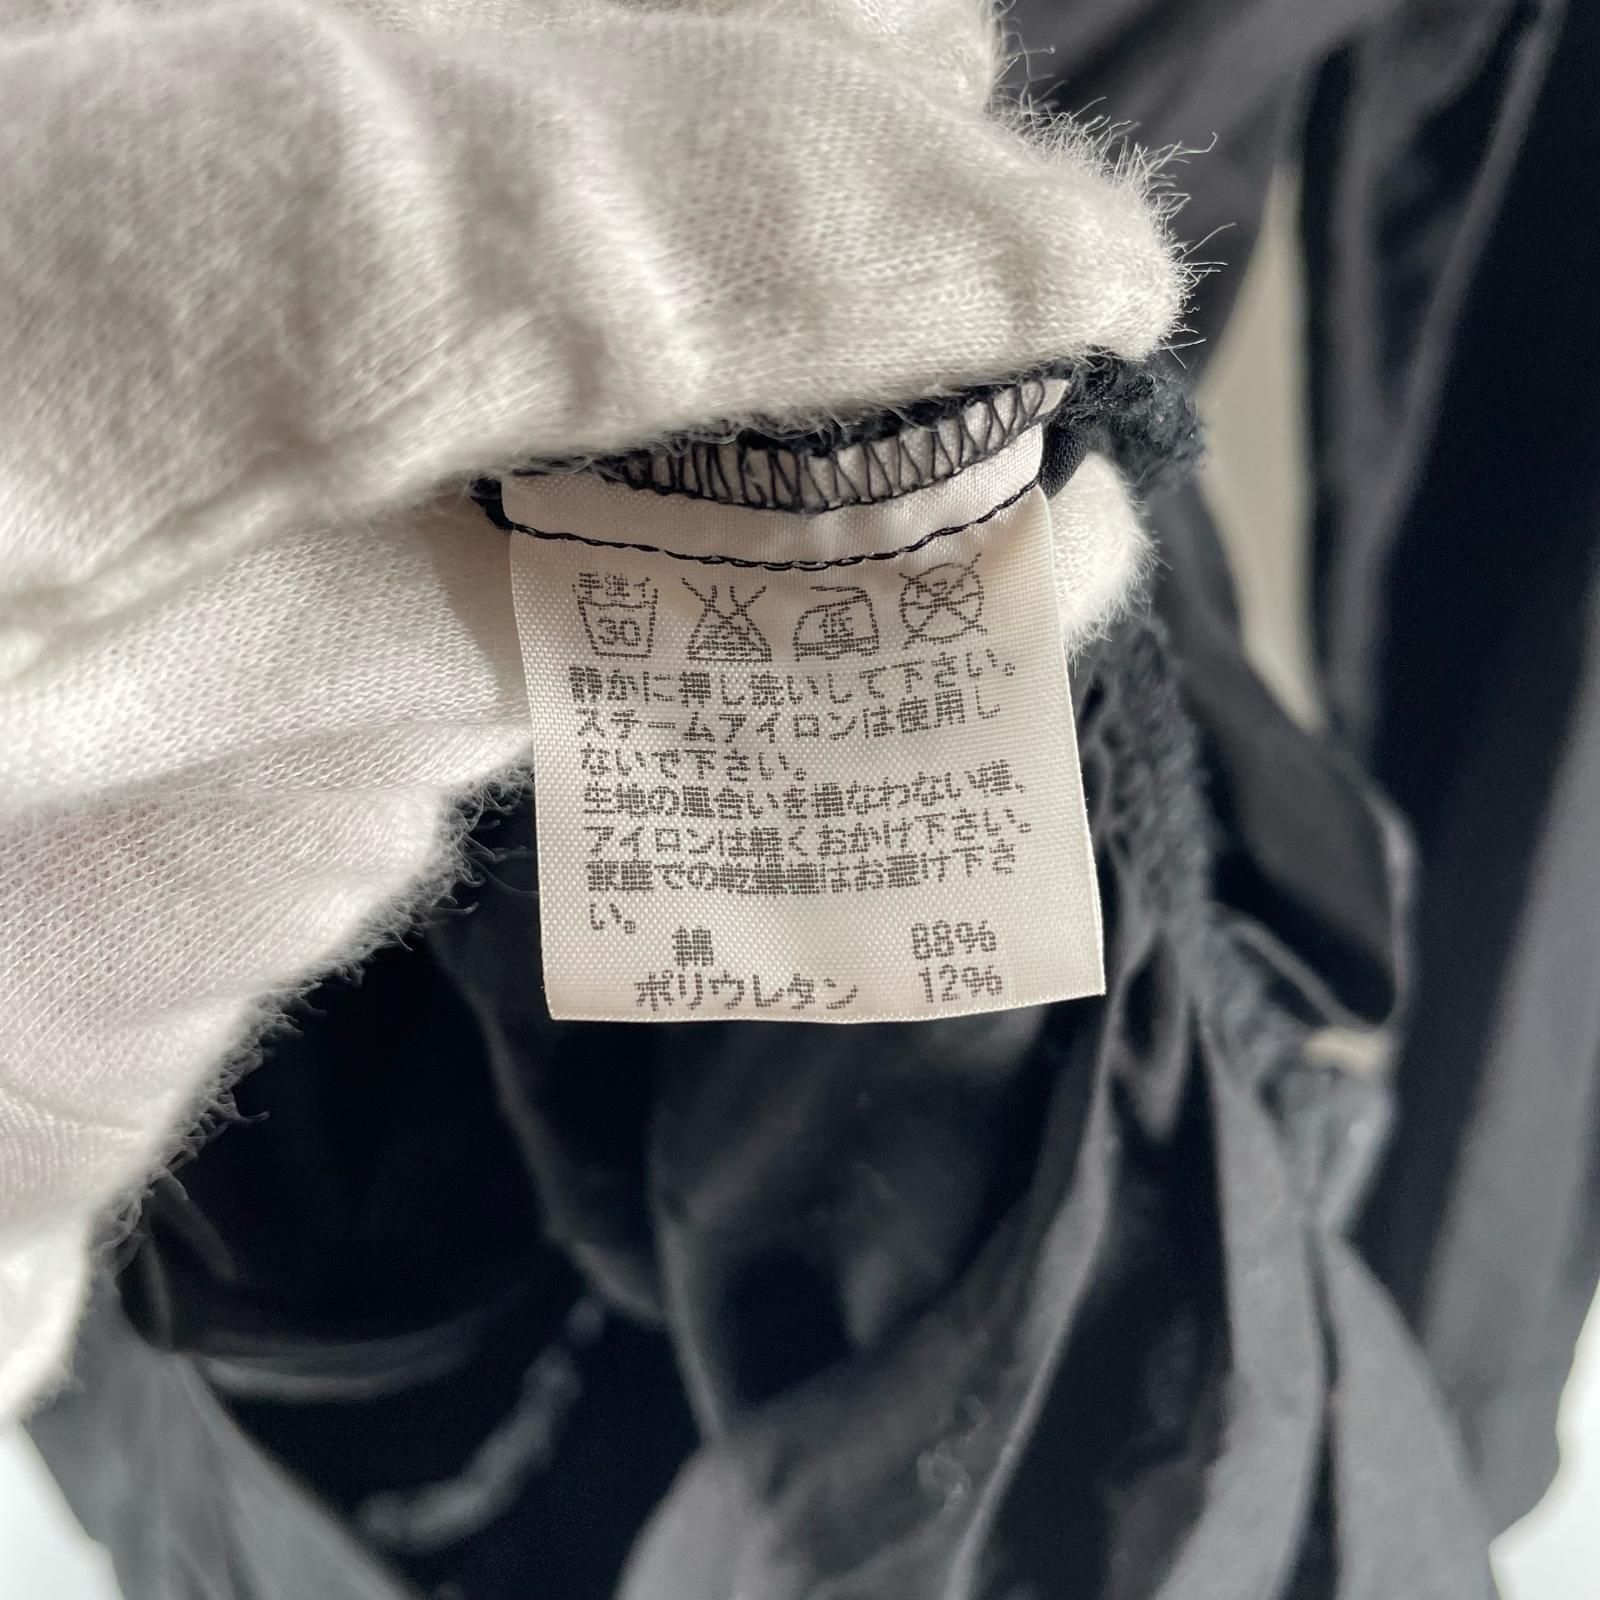 手洗イ
30
静かに押し洗いして下さい。
スチームアイロンは使用し
ないで下さい。
生地の風合いを損なわない様、
アイロンは軽くおかけ下さい。
家庭での乾燥機はお避け下さ
い。
綿 88%
ポリウレタン 12%